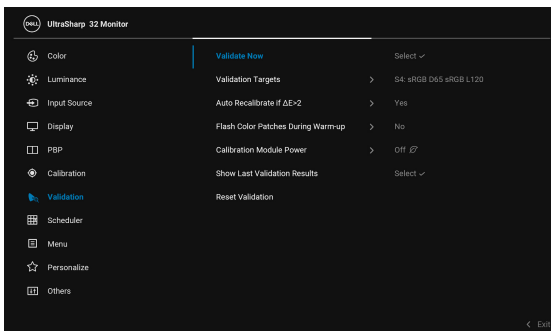 DELL UltraSharp 32 Monitor
Color
Luminance
Input Source
Display
PBP
Calibration
Validation
Scheduler
Menu
Personalize
Others
Validate Now Select ✓
Validation Targets > S4: sRGB D65 sRGB L120
Auto Recalibrate if ΔE>2 > Yes
Flash Color Patches During Warm-up > No
Calibration Module Power > Off
Show Last Validation Results Select ✓
Reset Validation
< Exit